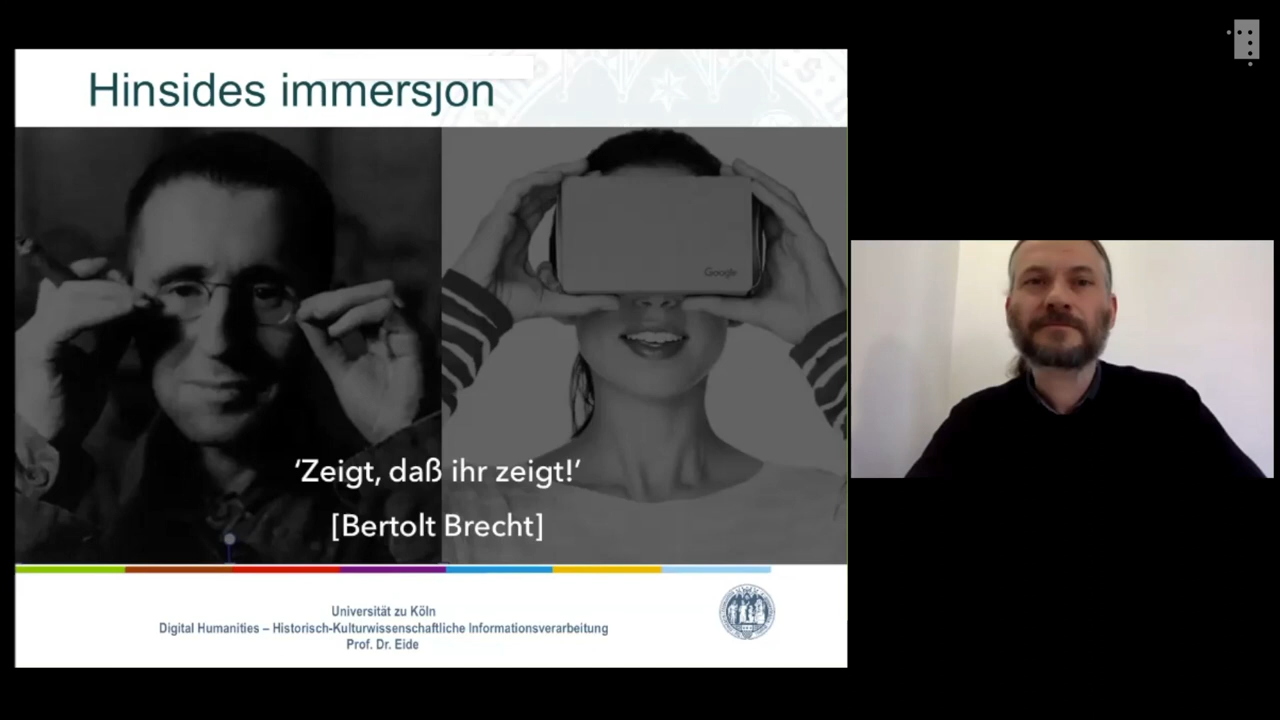 Hinsides immersjon
Google
‘Zeigt, daß ihr zeigt!’
[Bertolt Brecht]
Universität zu Köln
Digital Humanities – Historisch-Kulturwissenschaftliche Informationsverarbeitung
Prof. Dr. Eide